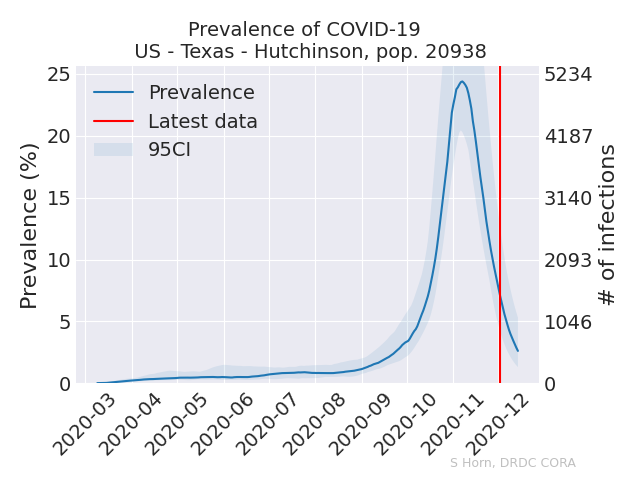 Prevalence of COVID-19
US - Texas - Hutchinson, pop. 20938
Prevalence
Latest data
95CI
Prevalence (%)
25
20
15
10
5
0
5234
4187
3140
2093
1046
0
# of infections
2020-03
2020-04
2020-05
2020-06
2020-07
2020-08
2020-09
2020-10
2020-11
2020-12
S Horn, DRDC CORA